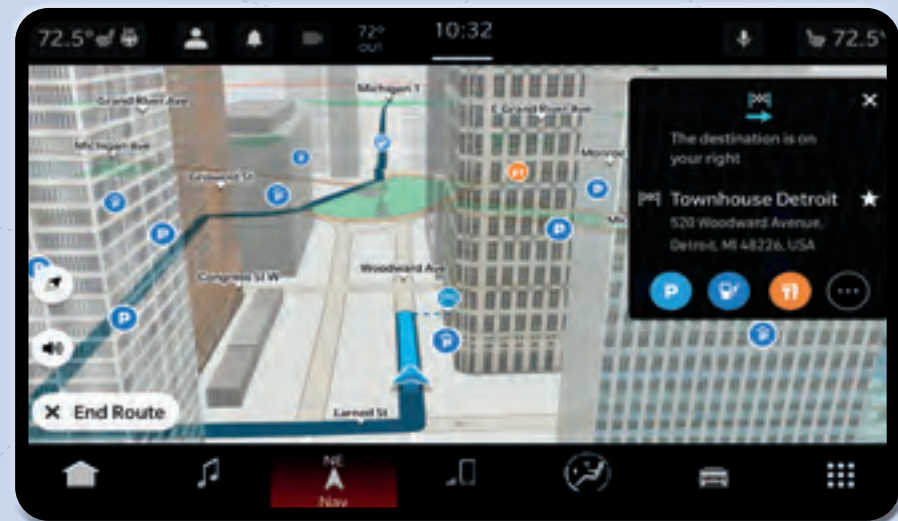 72.5°
72°
OUT
10:32
72.5°
Michigan 1
Grand River Ave
E Grand River Ave
Michigan Ave
Monroe
Griswold St
Congress St W
Woodward Ave
Larned St
P
P
P
P
The destination is on
your right
Townhouse Detroit
520 Woodward Avenue,
Detroit, MI 48226, USA
P
End Route
NE
Nav